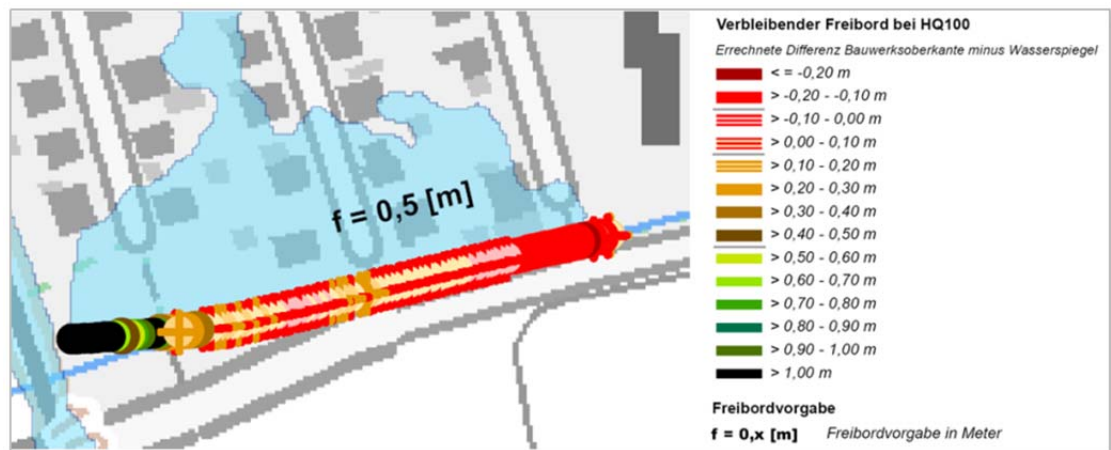 f = 0,5 [m]
Verbleibender Freibord bei HQ100
Errechnete Differenz Bauwerksoberkante minus Wasserspiegel
< = -0,20 m
> -0,20 - -0,10 m
> -0,10 - 0,00 m
> 0,00 - 0,10 m
> 0,10 - 0,20 m
> 0,20 - 0,30 m
> 0,30 - 0,40 m
> 0,40 - 0,50 m
> 0,50 - 0,60 m
> 0,60 - 0,70 m
> 0,70 - 0,80 m
> 0,80 - 0,90 m
> 0,90 - 1,00 m
> 1,00 m
Freibordvorgabe
f = 0,x [m] Freibordvorgabe in Meter